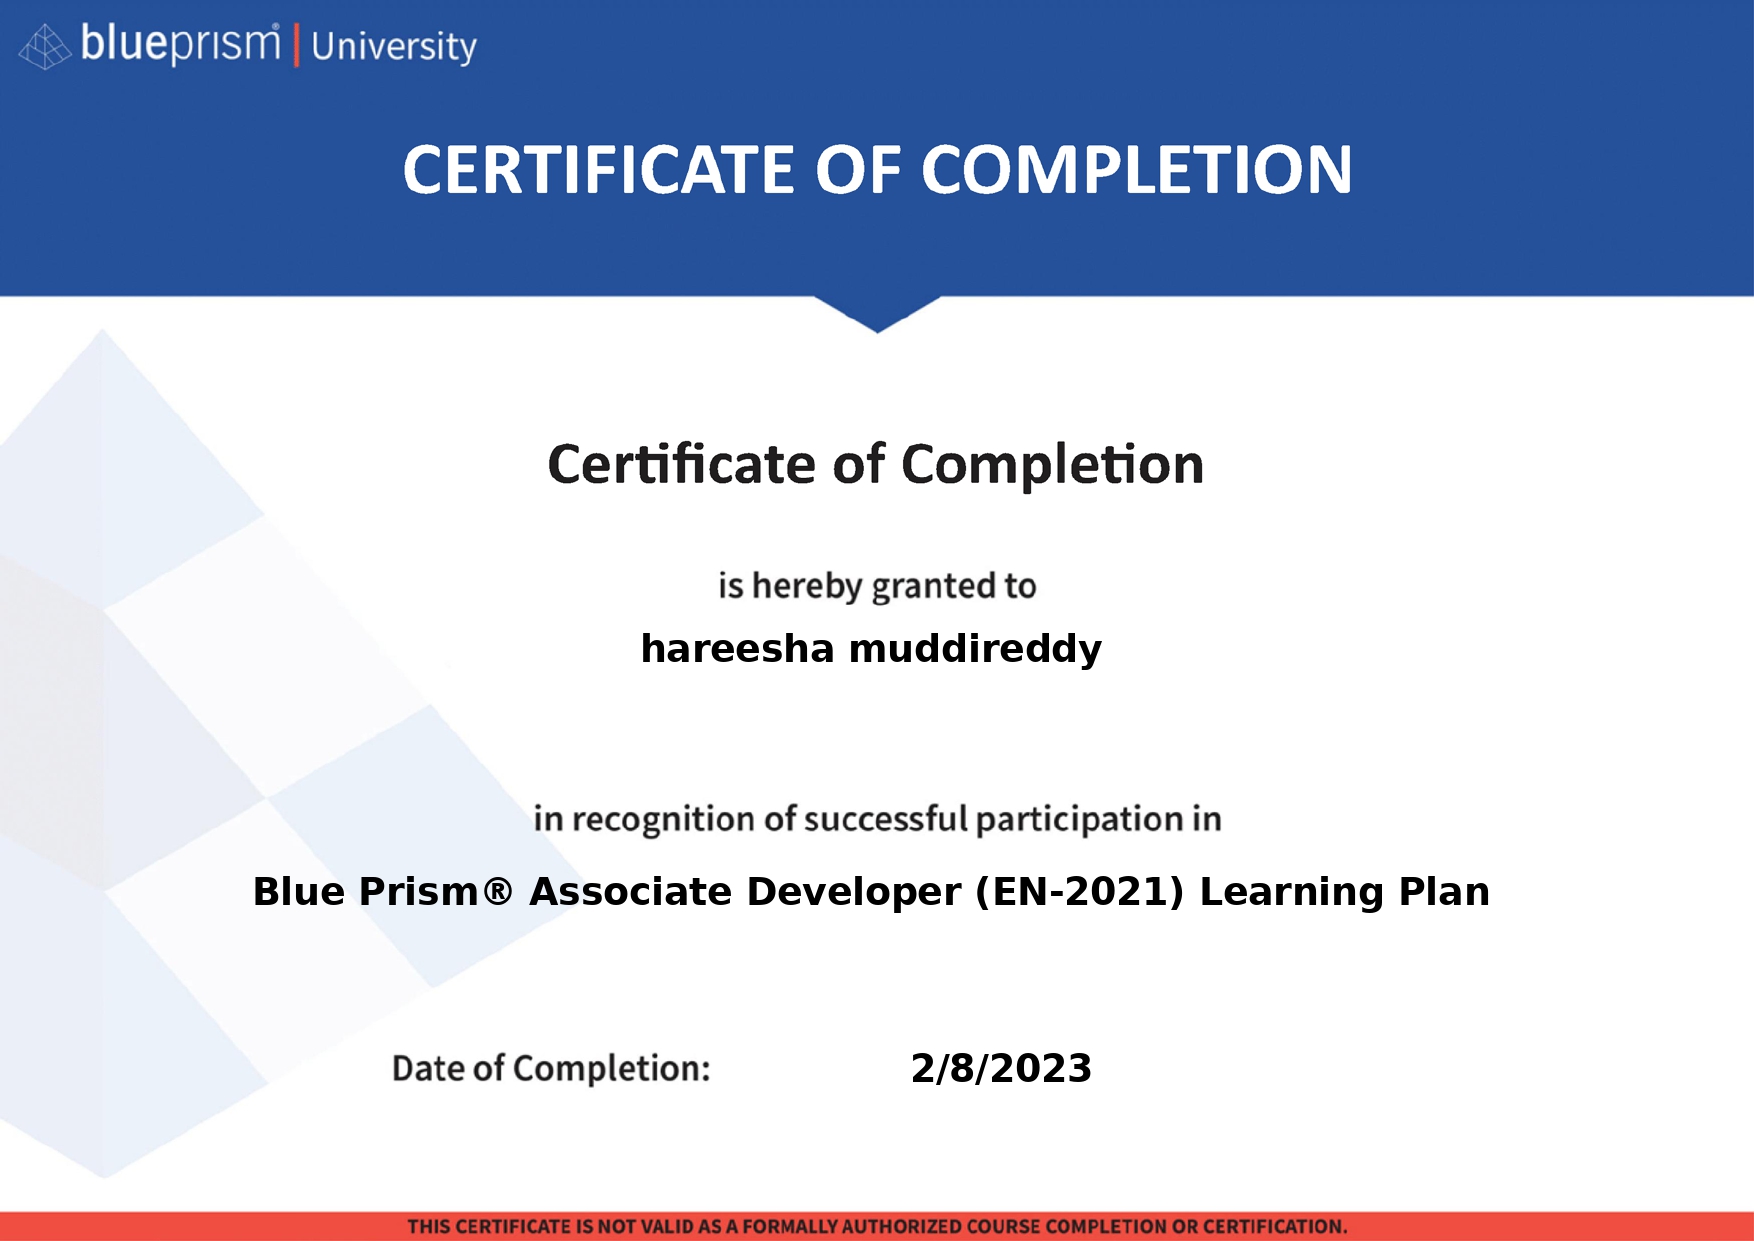 blueprism® | University
CERTIFICATE OF COMPLETION
Certificate of Completion
is hereby granted to
hareesha muddireddy
in recognition of successful participation in
Blue Prism® Associate Developer (EN-2021) Learning Plan
Date of Completion: 2/8/2023
THIS CERTIFICATE IS NOT VALID AS A FORMALLY AUTHORIZED COURSE COMPLETION OR CERTIFICATION.